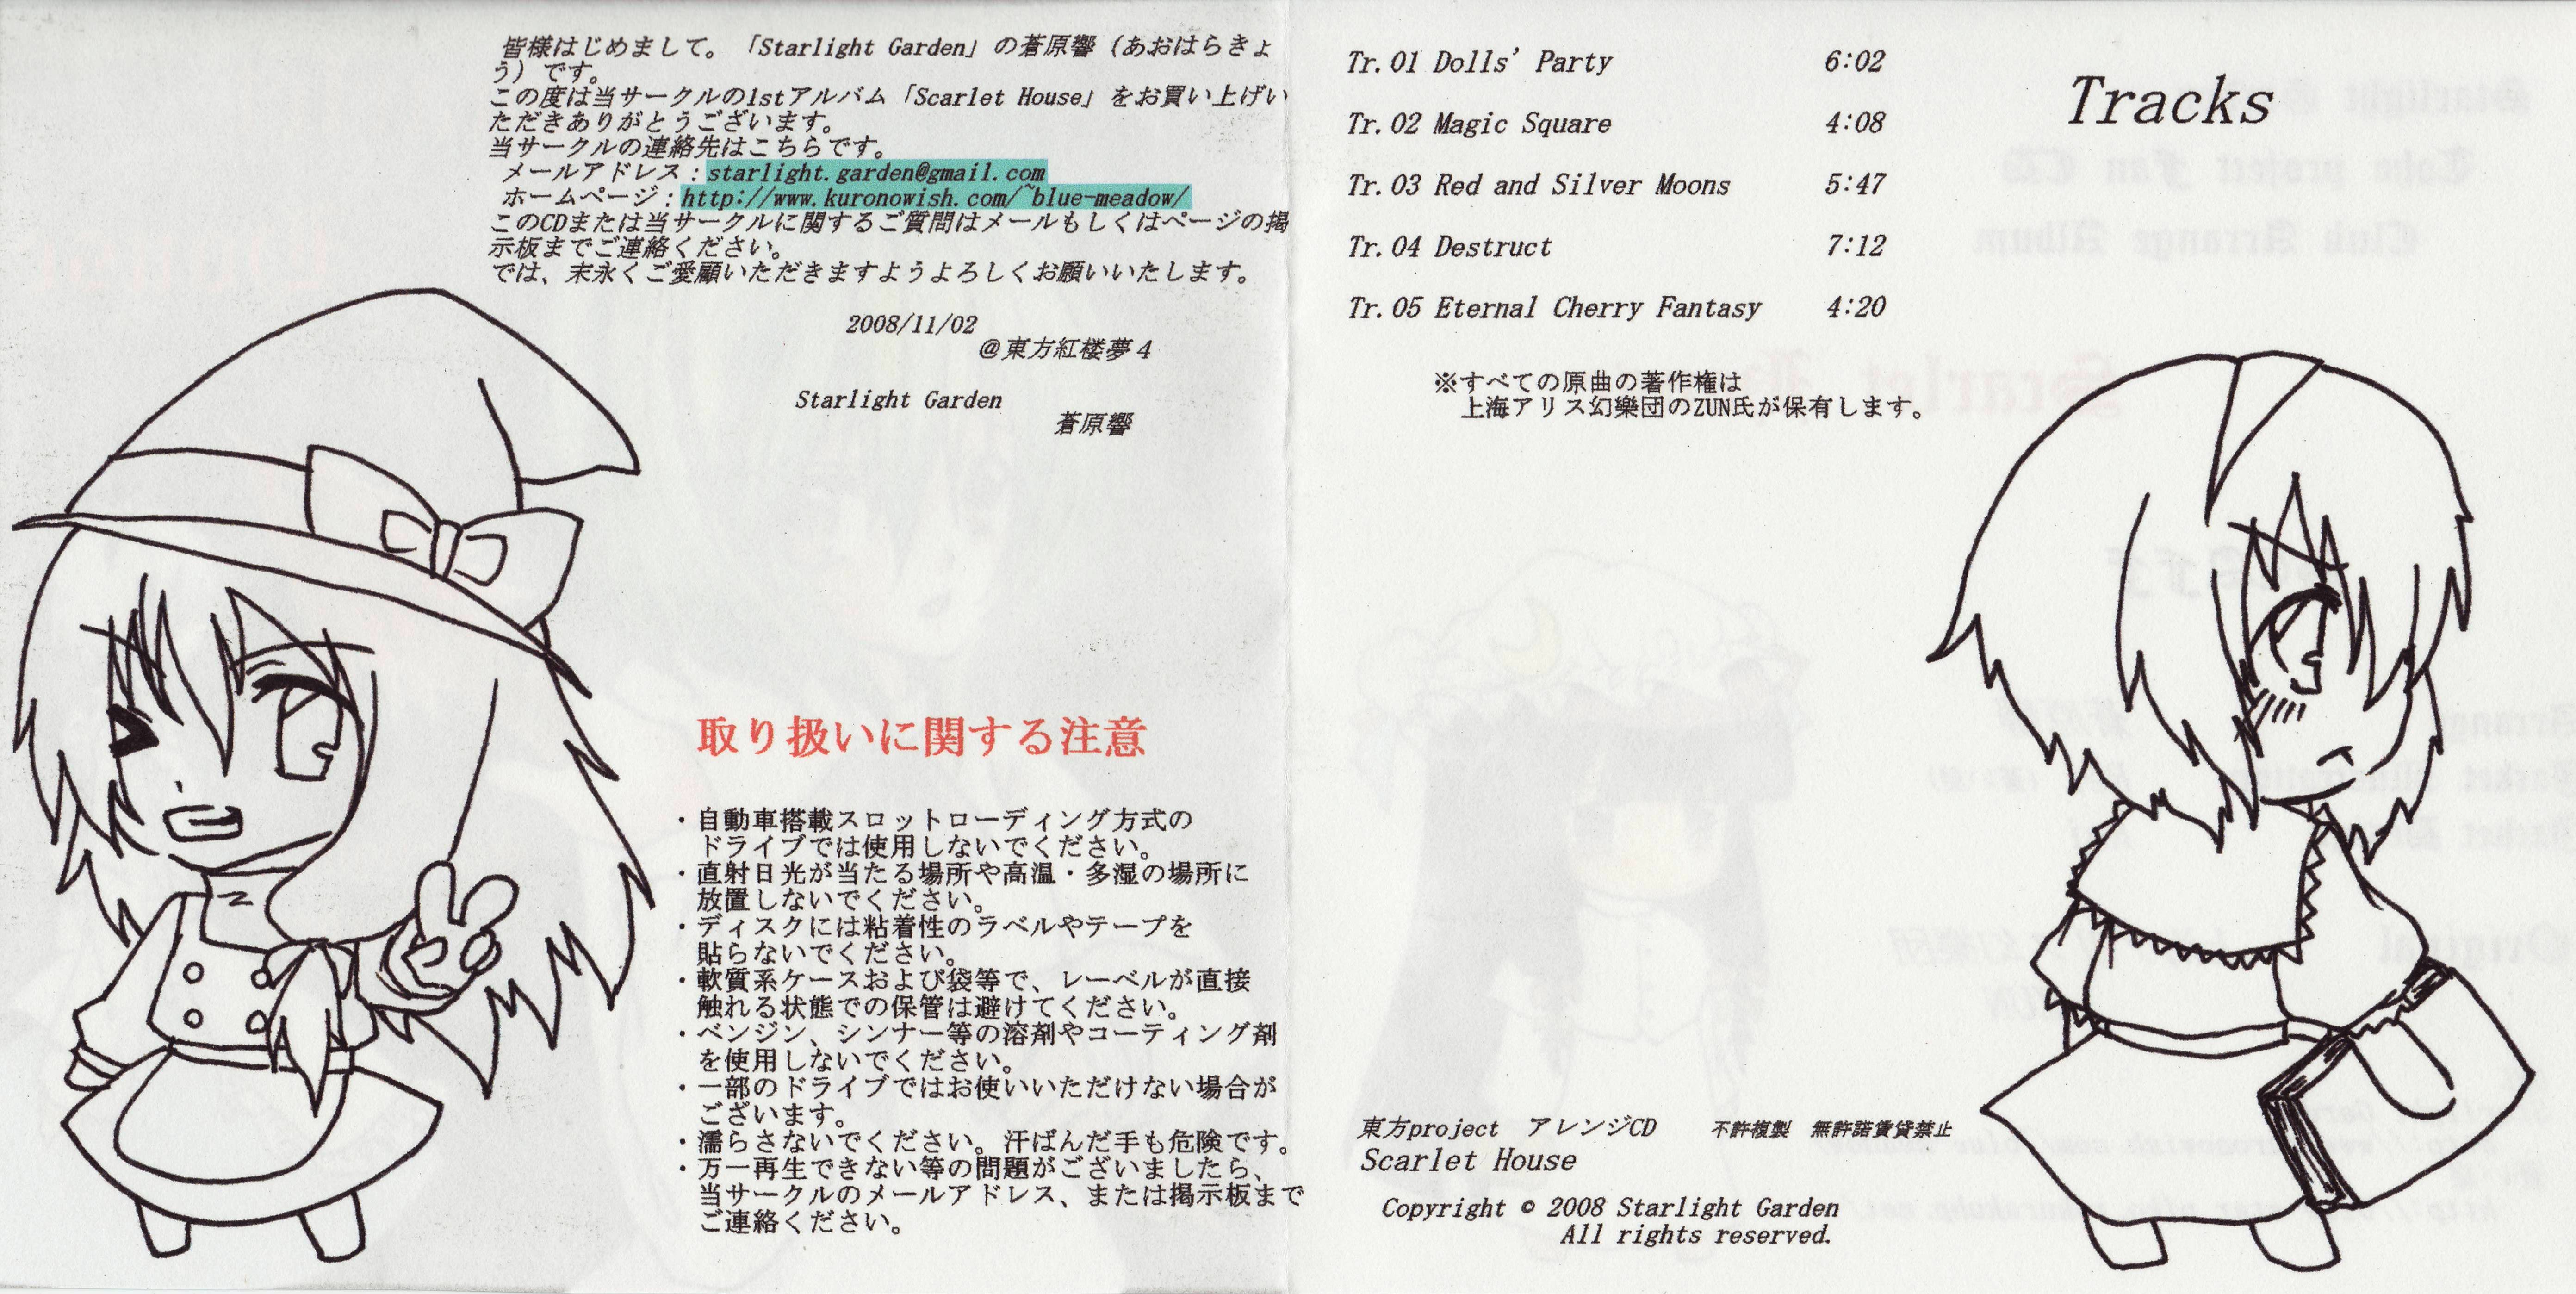 皆様はじめまして。「Starlight Garden」の蒼原響（あおはらきょ
う）です。
この度は当サークルの1stアルバム「Scarlet House」をお買い上げい
ただきありがとうございます。
当サークルの連絡先はこちらです。
メールアドレス：starlight.garden@gmail.com
ホームページ：http://www.kuronowish.com/~blue-meadow/
このCDまたは当サークルに関するご質問はメールもしくはページの掲
示板までご連絡ください。
では、末永くご愛顧いただきますようよろしくお願いいたします。
2008/11/02
＠東方紅楼夢４
Starlight Garden
蒼原響
取り扱いに関する注意
・自動車搭載スロットローディング方式の
ドライブでは使用しないでください。
・直射日光が当たる場所や高温・多湿の場所に
放置しないでください。
・ディスクには粘着性のラベルやテープを
貼らないでください。
・軟質系ケースおよび袋等で、レーベルが直接
触れる状態での保管は避けてください。
・ベンジン、シンナー等の溶剤やコーティング剤
を使用しないでください。
・一部のドライブではお使いいただけない場合が
ございます。
・濡らさないでください。汗ばんだ手も危険です。
・万一再生できない等の問題がございましたら、
当サークルのメールアドレス、または掲示板まで
ご連絡ください。
Tracks
Tr.01 Dolls' Party 6:02
Tr.02 Magic Square 4:08
Tr.03 Red and Silver Moons 5:47
Tr.04 Destruct 7:12
Tr.05 Eternal Cherry Fantasy 4:20
※すべての原曲の著作権は
上海アリス幻樂団のZUN氏が保有します。
東方project アレンジCD 不許複製 無許諾賃貸禁止
Scarlet House
Copyright © 2008 Starlight Garden
All rights reserved.